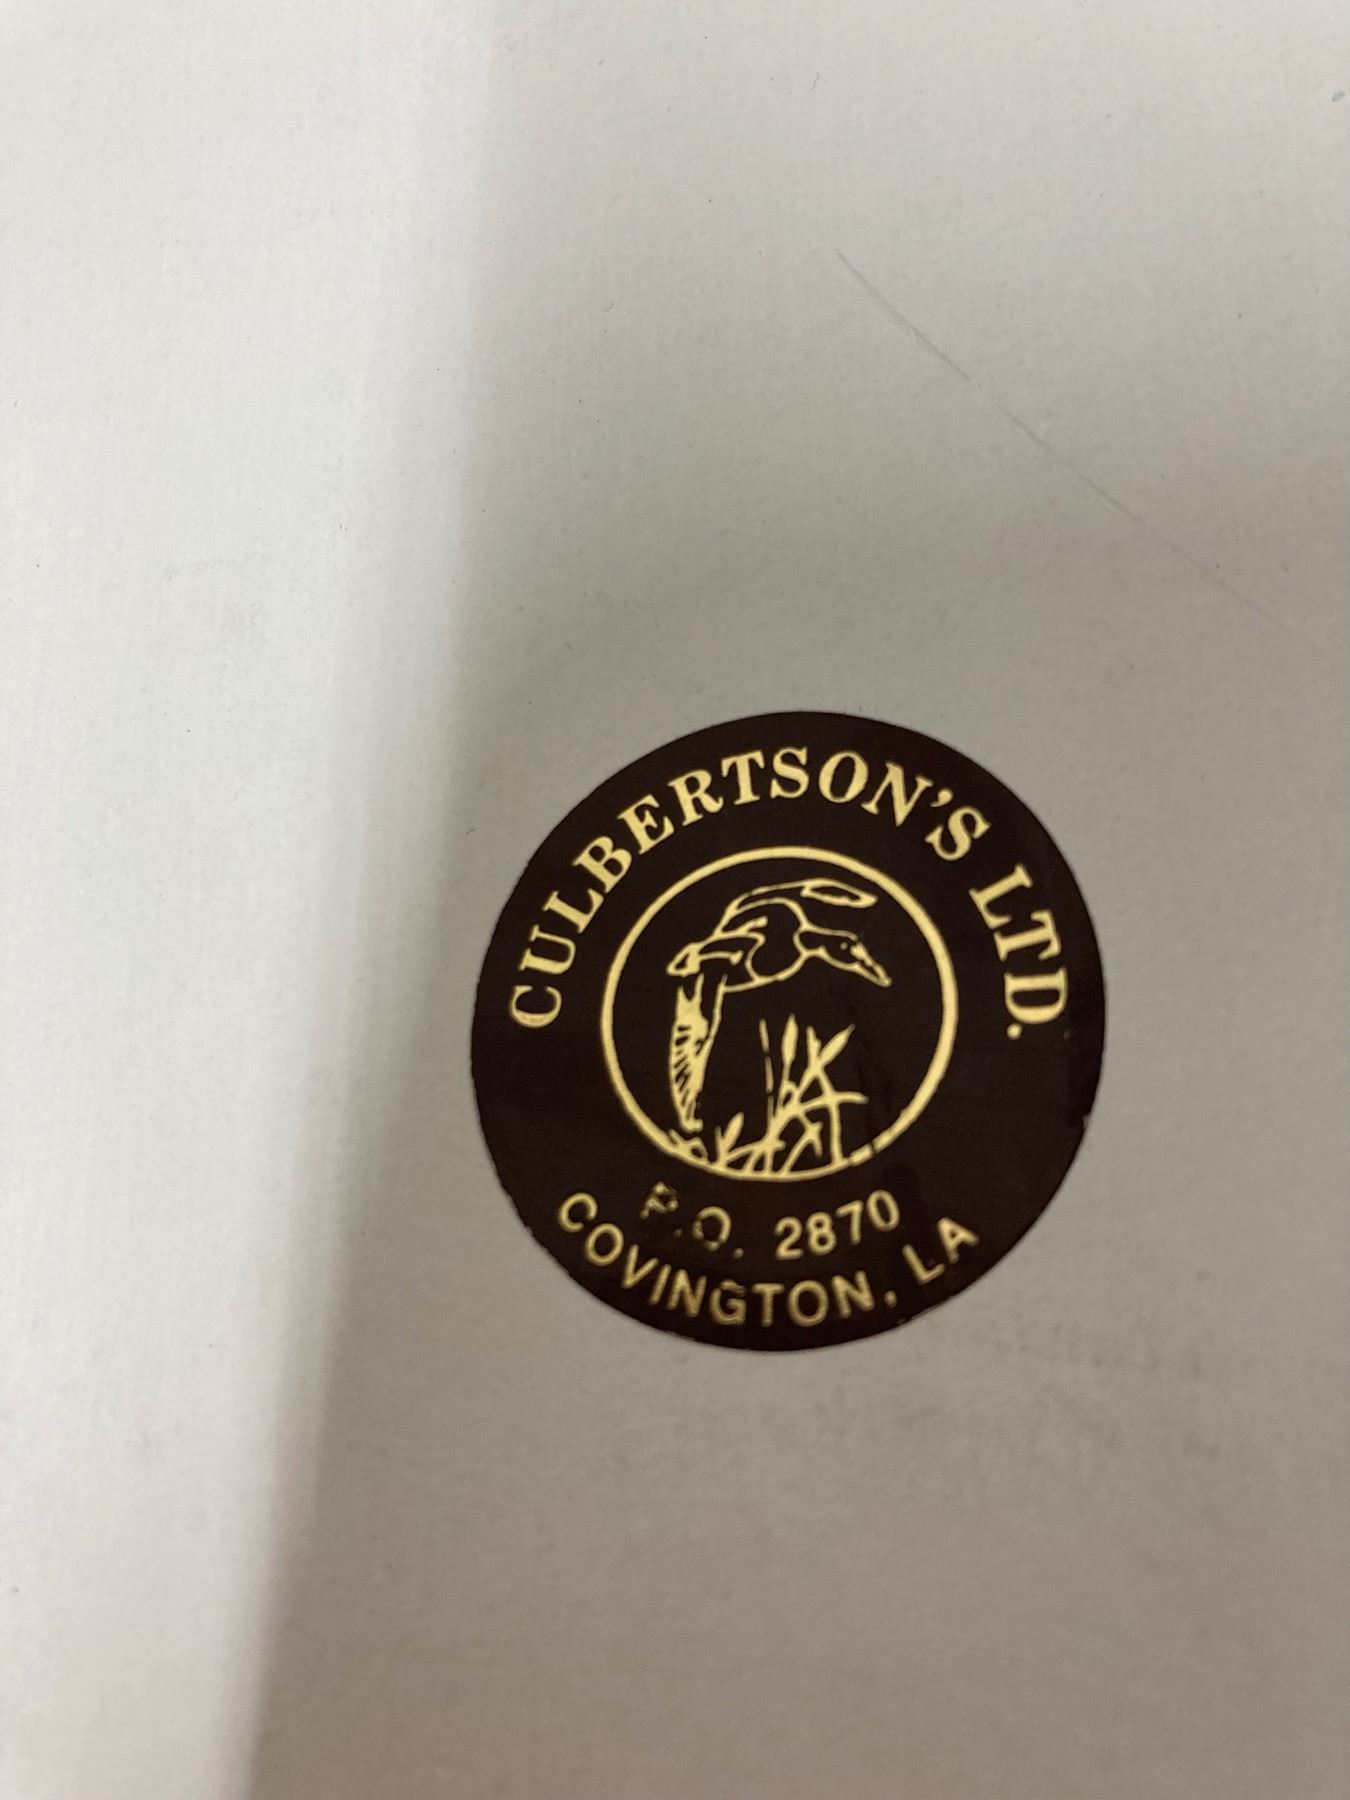 CULBERTSON'S LTD.
P.O. 2870
COVINGTON, LA